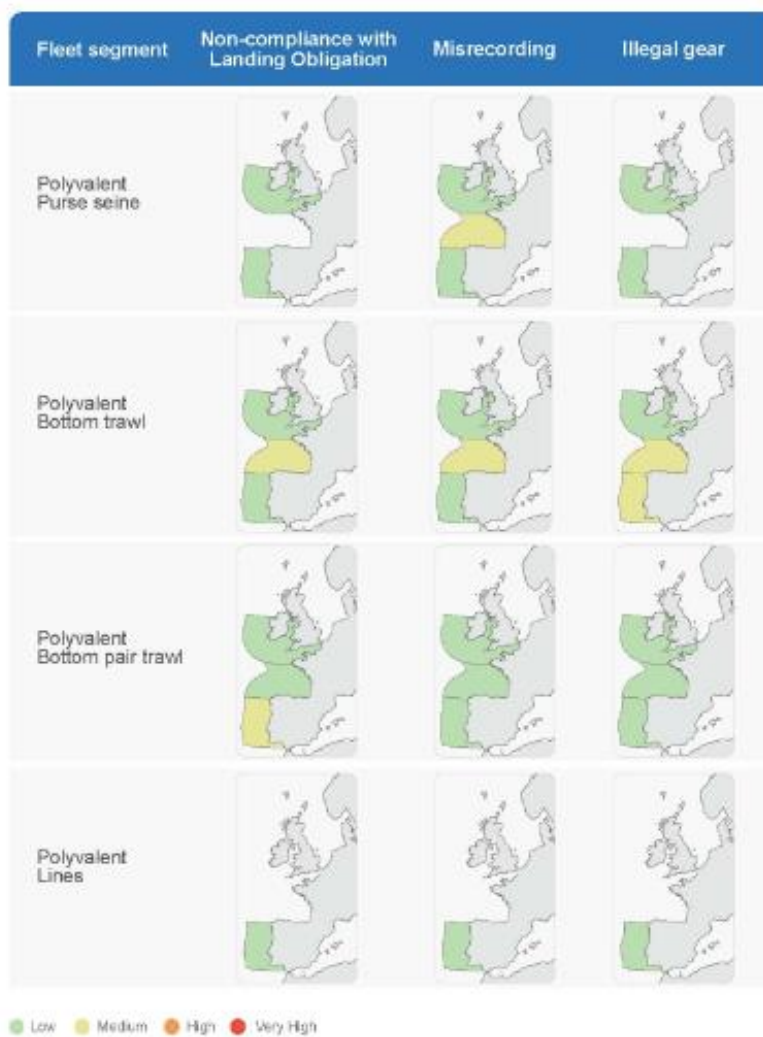 Fleet segment
Non-compliance with
Landing Obligation
Misrecording
Illegal gear
Polyvalent
Purse seine
Polyvalent
Bottom trawl
Polyvalent
Bottom pair trawl
Polyvalent
Lines
Low
Medium
High
Very High